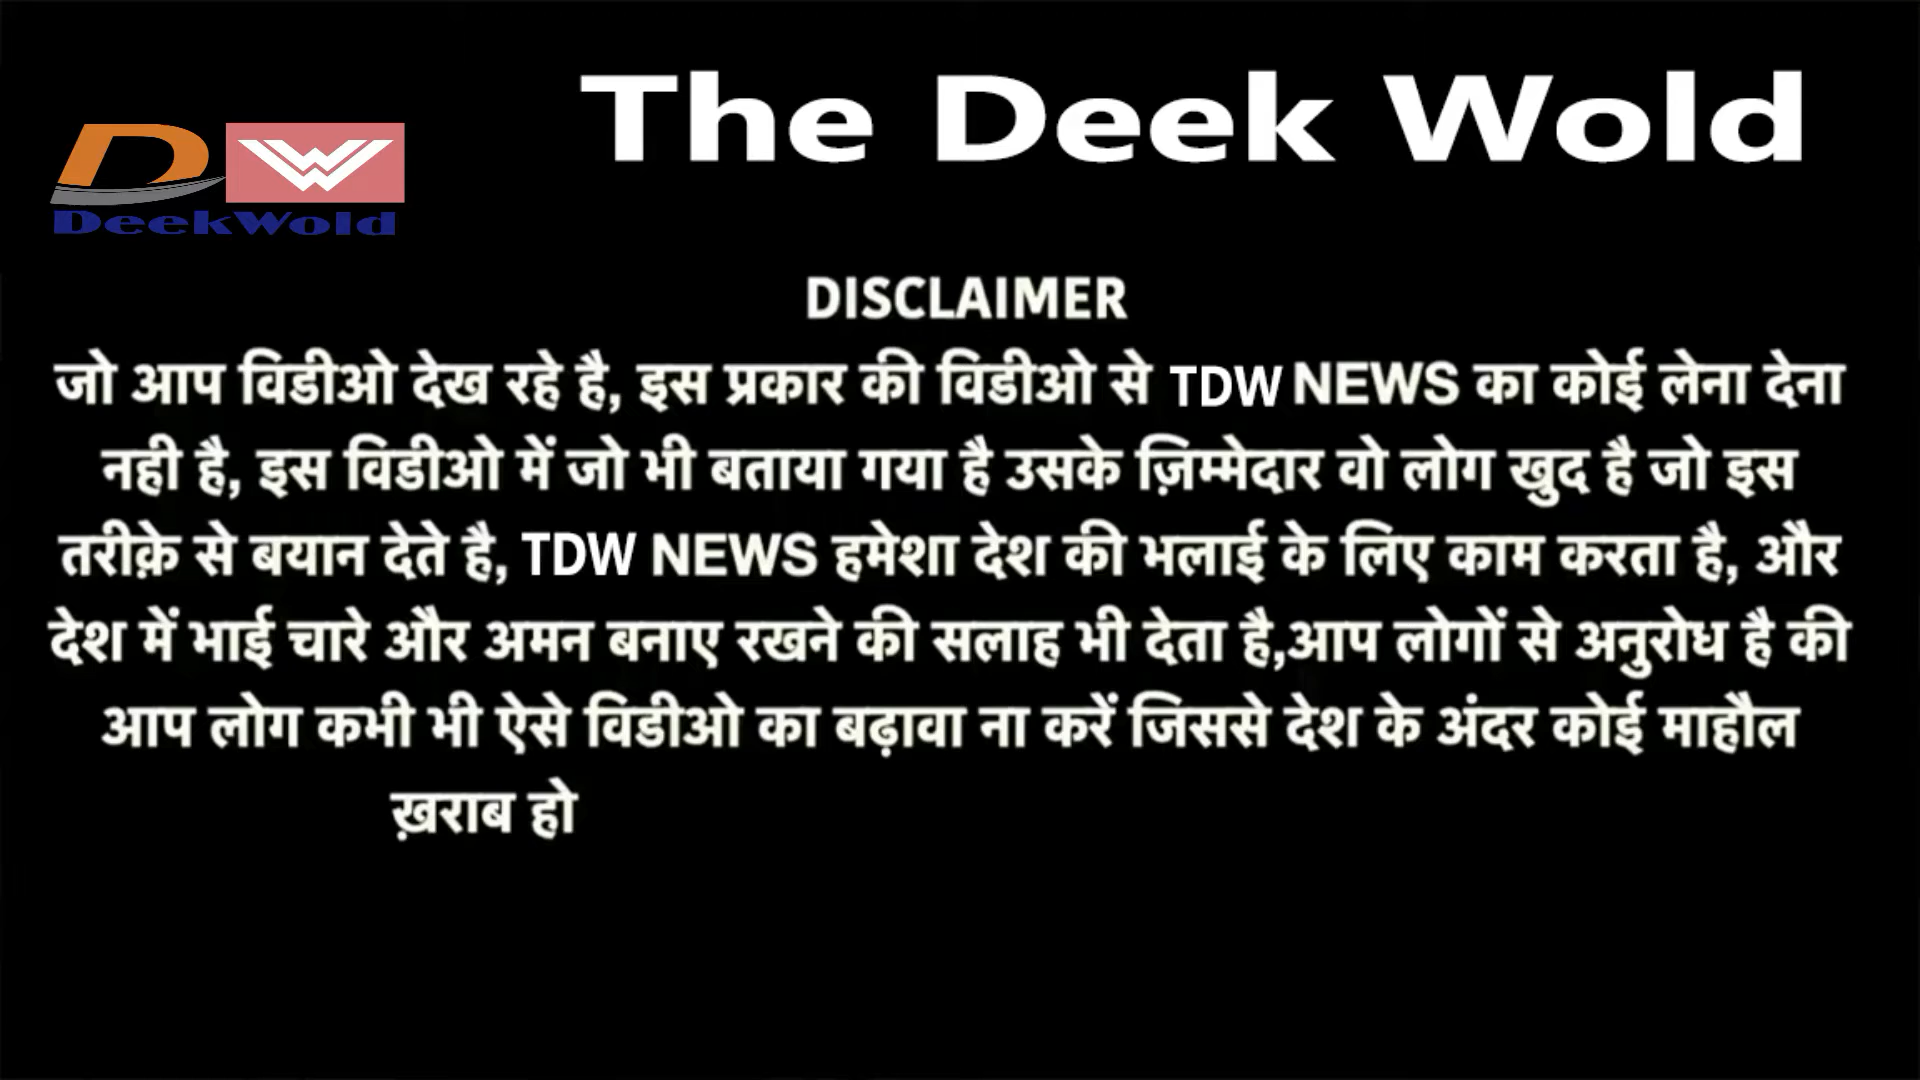 The Deek Wold
DeekWold
DISCLAIMER
जो आप विडीओ देख रहे है, इस प्रकार की विडीओ से TDW NEWS का कोई लेना देना
नही है, इस विडीओ में जो भी बताया गया है उसके ज़िम्मेदार वो लोग खुद है जो इस
तरीक़े से बयान देते है, TDW NEWS हमेशा देश की भलाई के लिए काम करता है, और
देश में भाई चारे और अमन बनाए रखने की सलाह भी देता है,आप लोगों से अनुरोध है की
आप लोग कभी भी ऐसे विडीओ का बढ़ावा ना करें जिससे देश के अंदर कोई माहौल
ख़राब हो